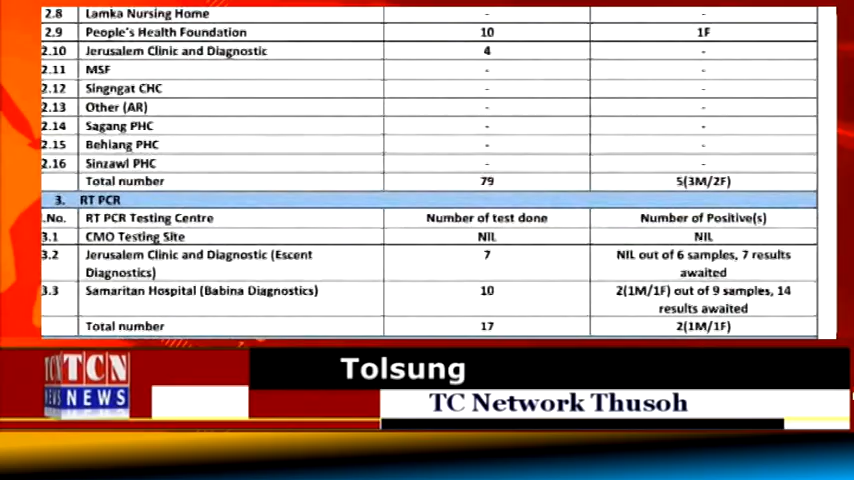 2.8 Lamka Nursing Home - -
2.9 People's Health Foundation 10 1F
2.10 Jerusalem Clinic and Diagnostic 4 -
2.11 MSF - -
2.12 Singngat CHC - -
2.13 Other (AR) - -
2.14 Sagang PHC - -
2.15 Behiang PHC - -
2.16 Sinzawl PHC - -
Total number 79 5(3M/2F)
3. RT PCR
.No. RT PCR Testing Centre Number of test done Number of Positive(s)
3.1 CMO Testing Site NIL NIL
3.2 Jerusalem Clinic and Diagnostic (Escent 7 NIL out of 6 samples, 7 results
Diagnostics) awaited
3.3 Samaritan Hospital (Babina Diagnostics) 10 2(1M/1F) out of 9 samples, 14
results awaited
Total number 17 2(1M/1F)
TCN
NEWS
Tolsung
TC Network Thusoh